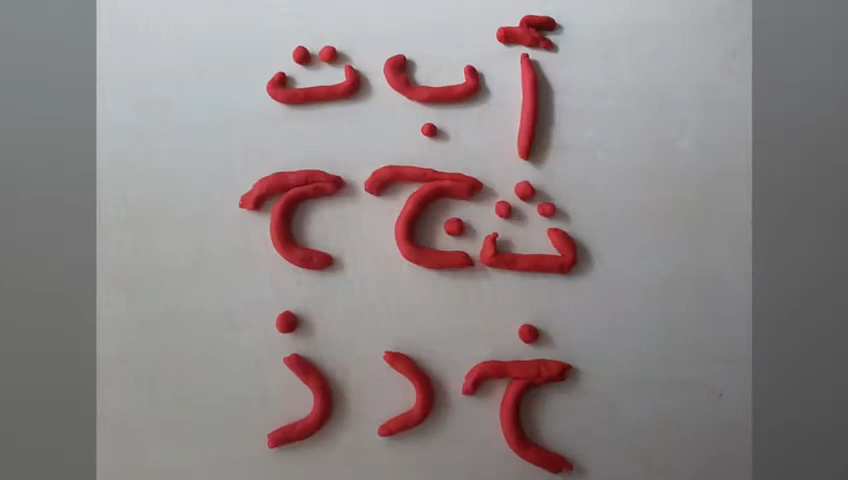 أ ب ت
ث ج ح
خ د ذ